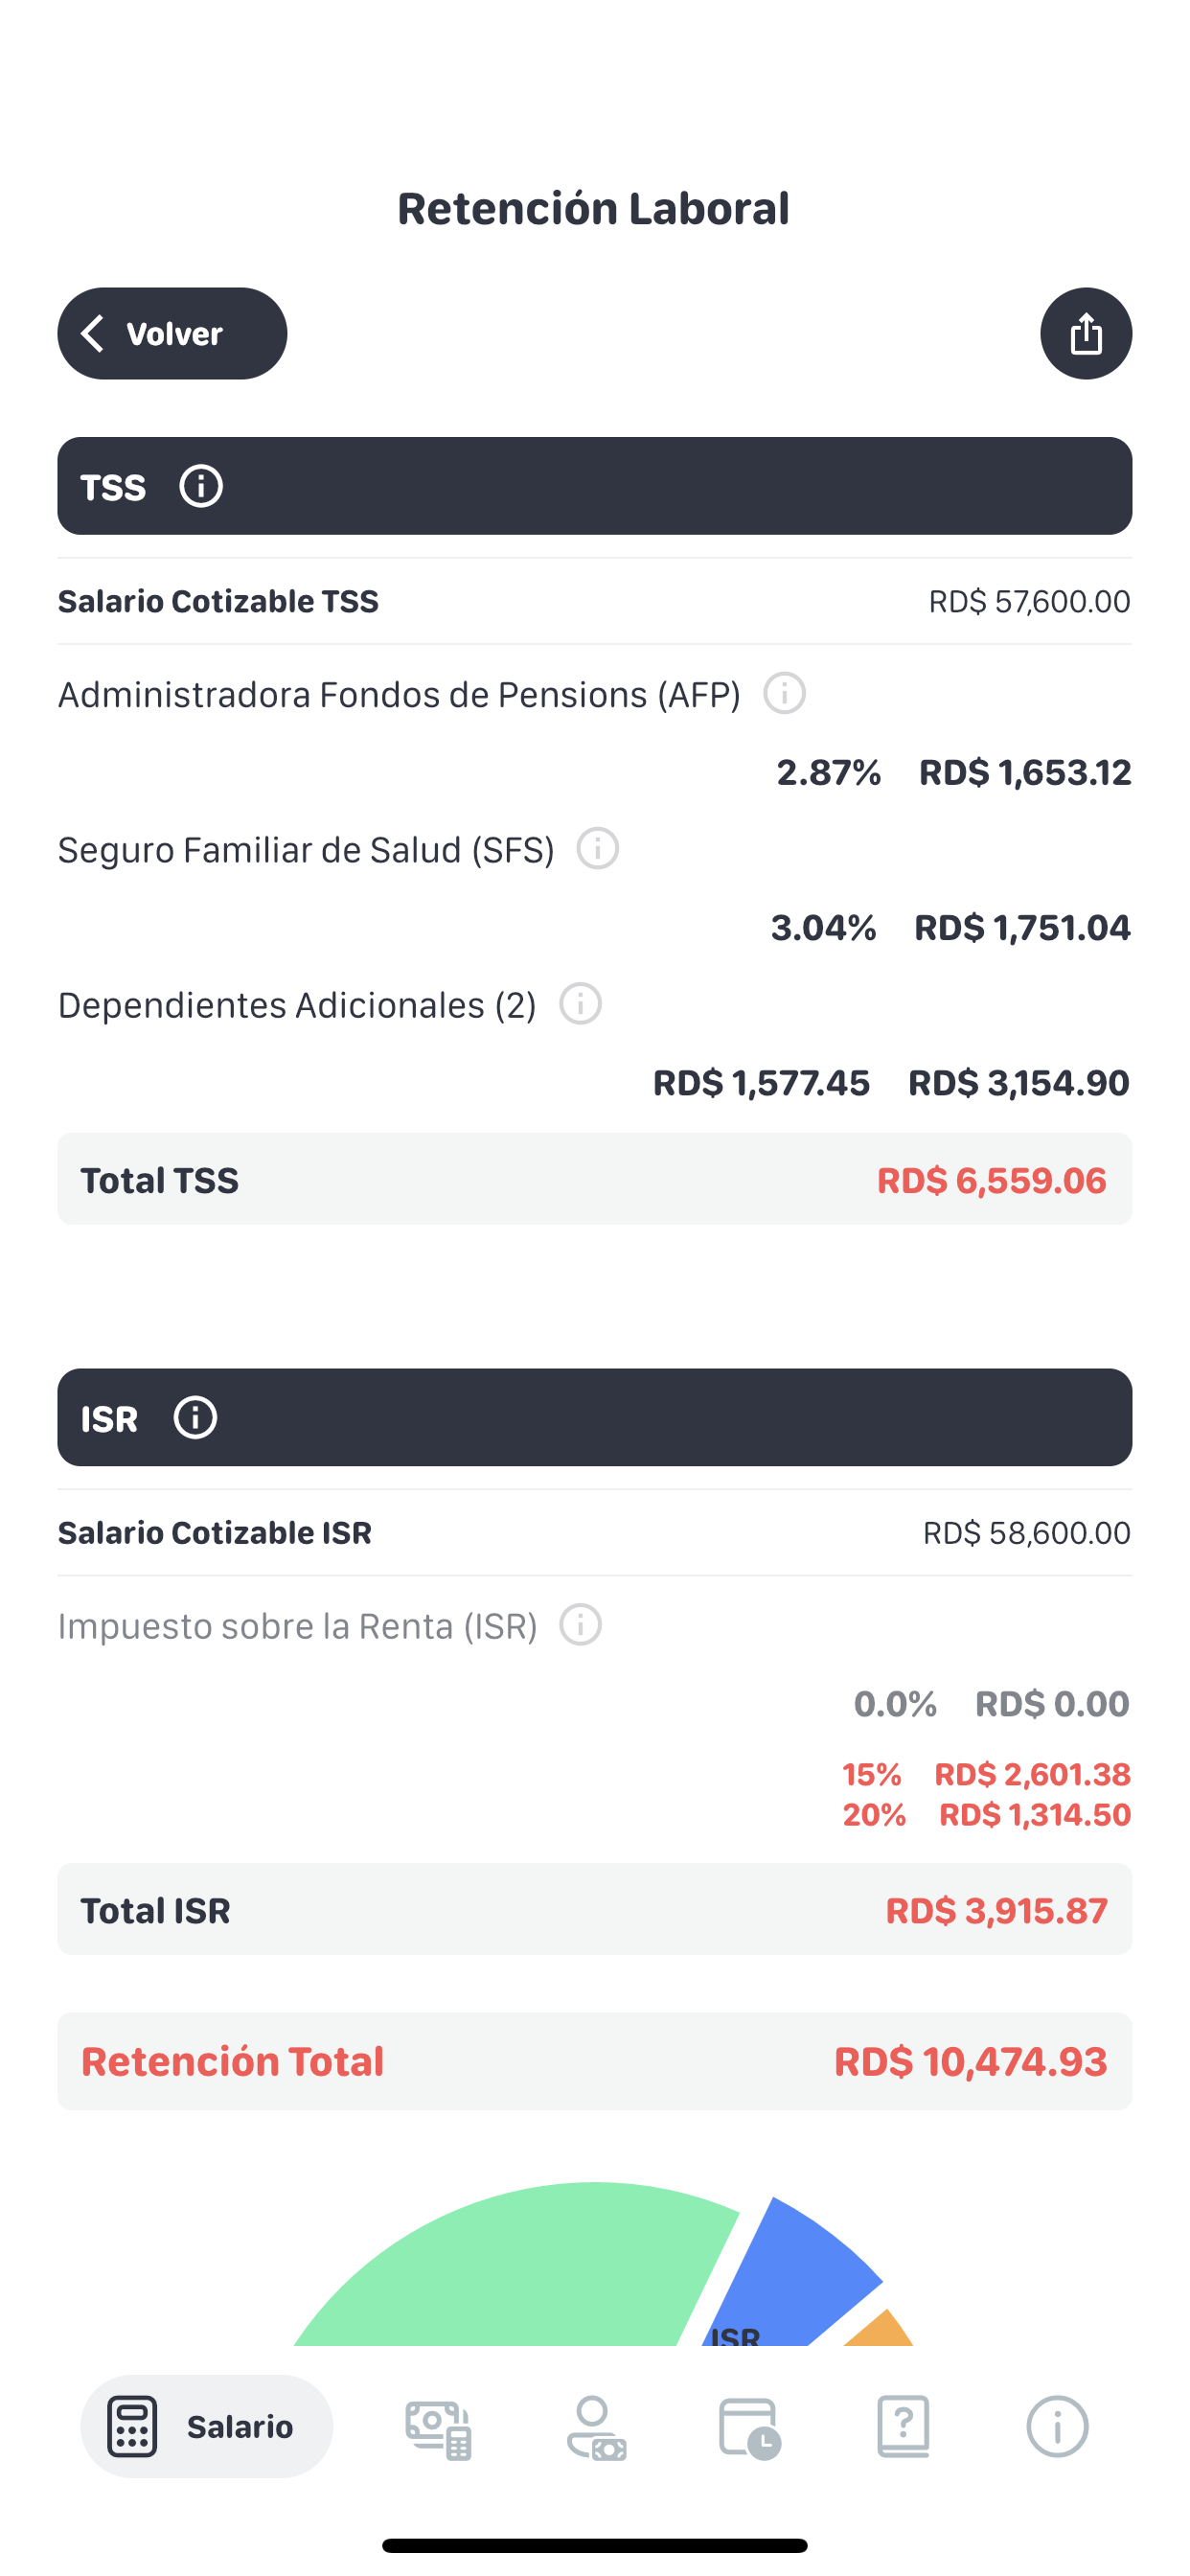 Retención Laboral
Volver
TSS
Salario Cotizable TSS RD$ 57,600.00
Administradora Fondos de Pensions (AFP)
2.87% RD$ 1,653.12
Seguro Familiar de Salud (SFS)
3.04% RD$ 1,751.04
Dependientes Adicionales (2)
RD$ 1,577.45 RD$ 3,154.90
Total TSS RD$ 6,559.06
ISR
Salario Cotizable ISR RD$ 58,600.00
Impuesto sobre la Renta (ISR)
0.0% RD$ 0.00
15% RD$ 2,601.38
20% RD$ 1,314.50
Total ISR RD$ 3,915.87
Retención Total RD$ 10,474.93
ISR
Salario